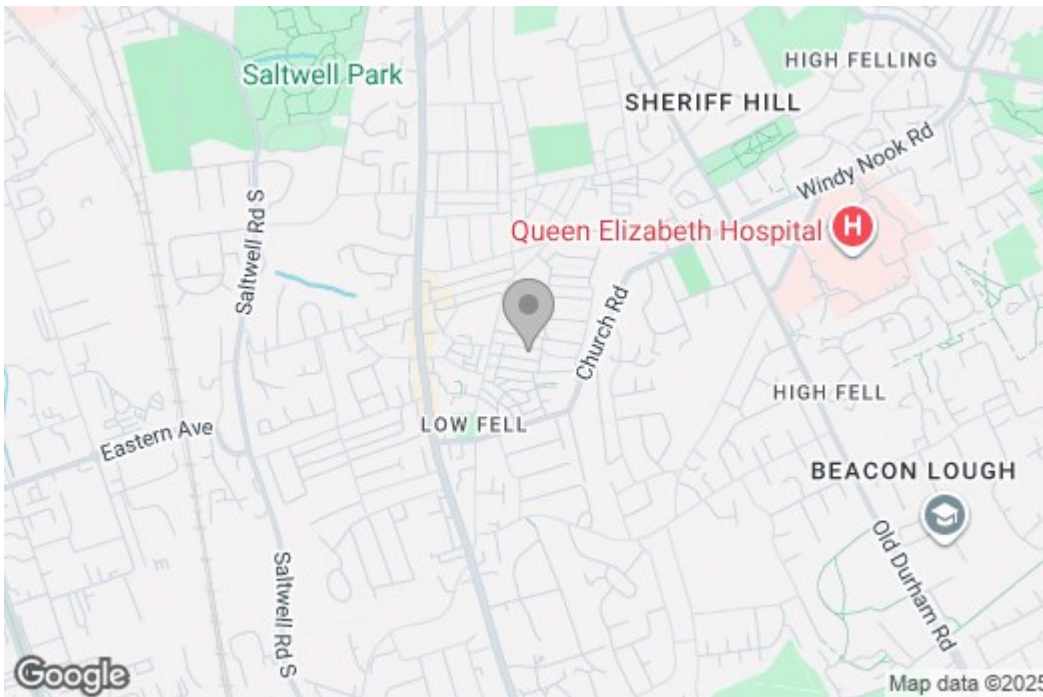 HIGH FELLING
Saltwell Park
SHERIFF HILL
Windy Nook Rd
Saltwell Rd S
Queen Elizabeth Hospital
H
Church Rd
HIGH FELL
LOW FELL
Eastern Ave
BEACON LOUGH
Old Durham Rd
Saltwell Rd S
Google
Map data ©2025